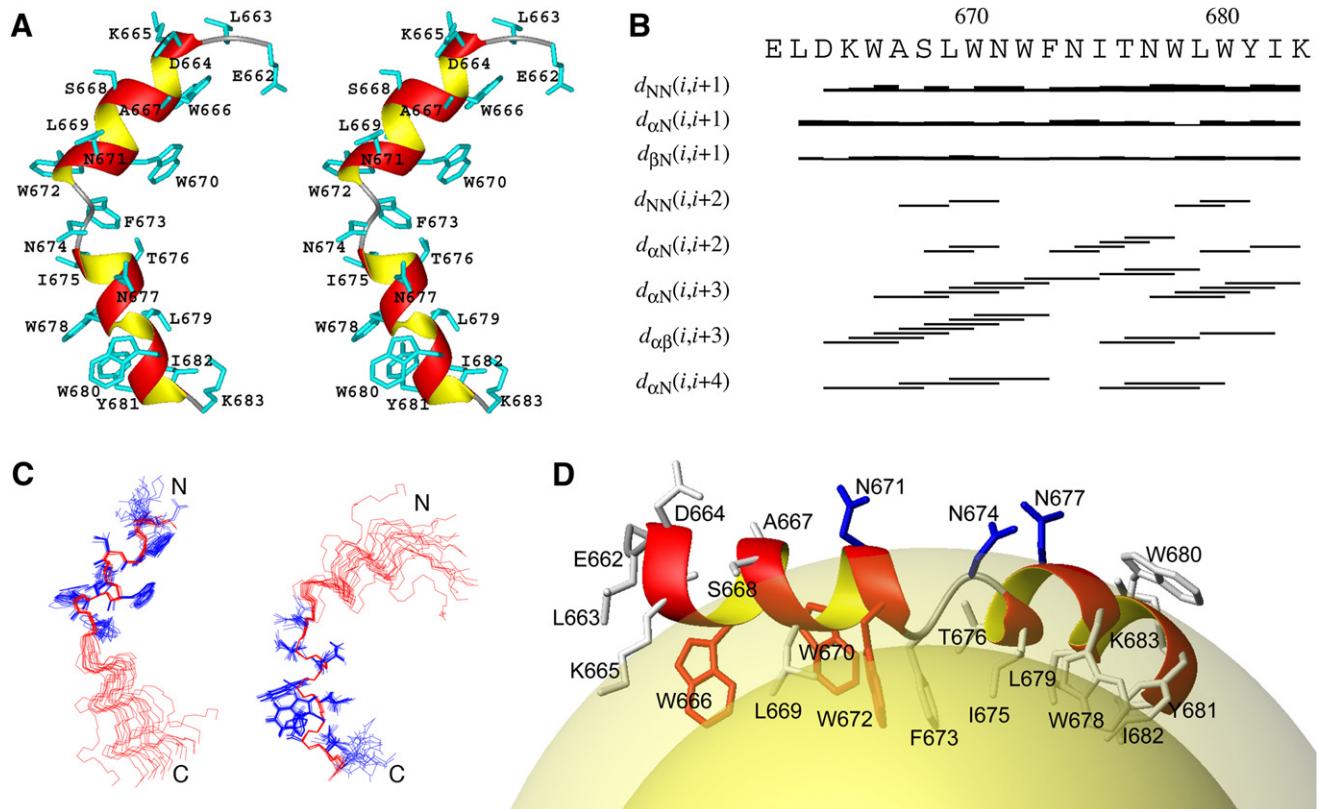 A
L663
K665
D664
E662
S668
A667
W666
L669
N671
W670
W672
F673
N674
T676
I675
N677
W678
L679
I682
W680
Y681
K683
L663
K665
D664
E662
S668
A667
W666
L669
N671
W670
W672
F673
N674
T676
I675
N677
W678
L679
I682
W680
Y681
K683
B
670 680
E L D K W A S L W N W F N I T N W L W Y I K
dNN(i,i+1)
dαN(i,i+1)
dβN(i,i+1)
dNN(i,i+2)
dαN(i,i+2)
dαN(i,i+3)
dαβ(i,i+3)
dαN(i,i+4)
C
N
C
N
C
D
D664
E662
L663
K665
A667
S668
W666
L669
W670
N671
W672
F673
N674
N677
T676
I675
L679
W678
K683
W680
Y681
I682